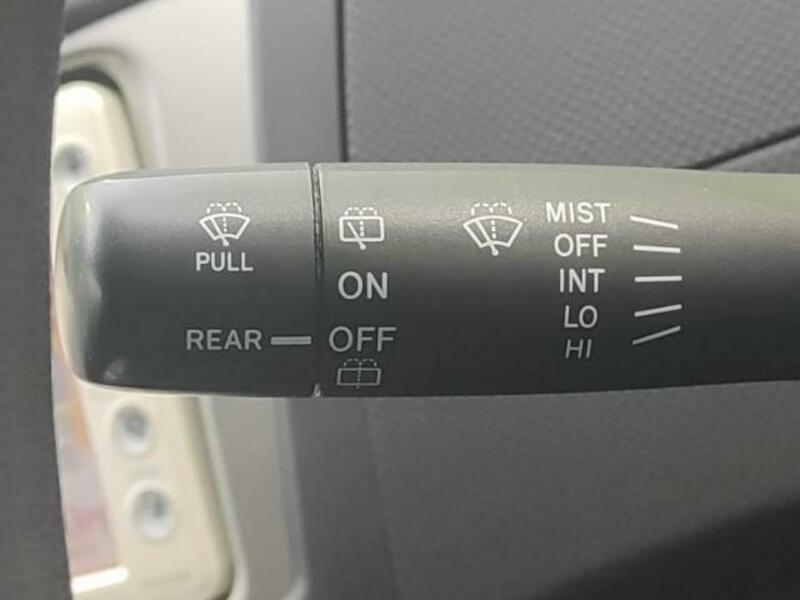 PULL
REAR
ON
OFF
MIST
OFF
INT
LO
HI